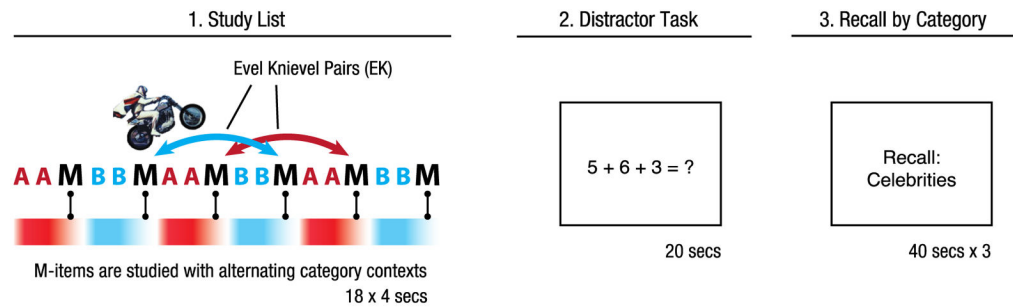 1. Study List
Evel Knievel Pairs (EK)
A A M B B M A A M B B M A A M B B M
M-items are studied with alternating category contexts
18 x 4 secs
2. Distractor Task
5 + 6 + 3 = ?
20 secs
3. Recall by Category
Recall:
Celebrities
40 secs x 3